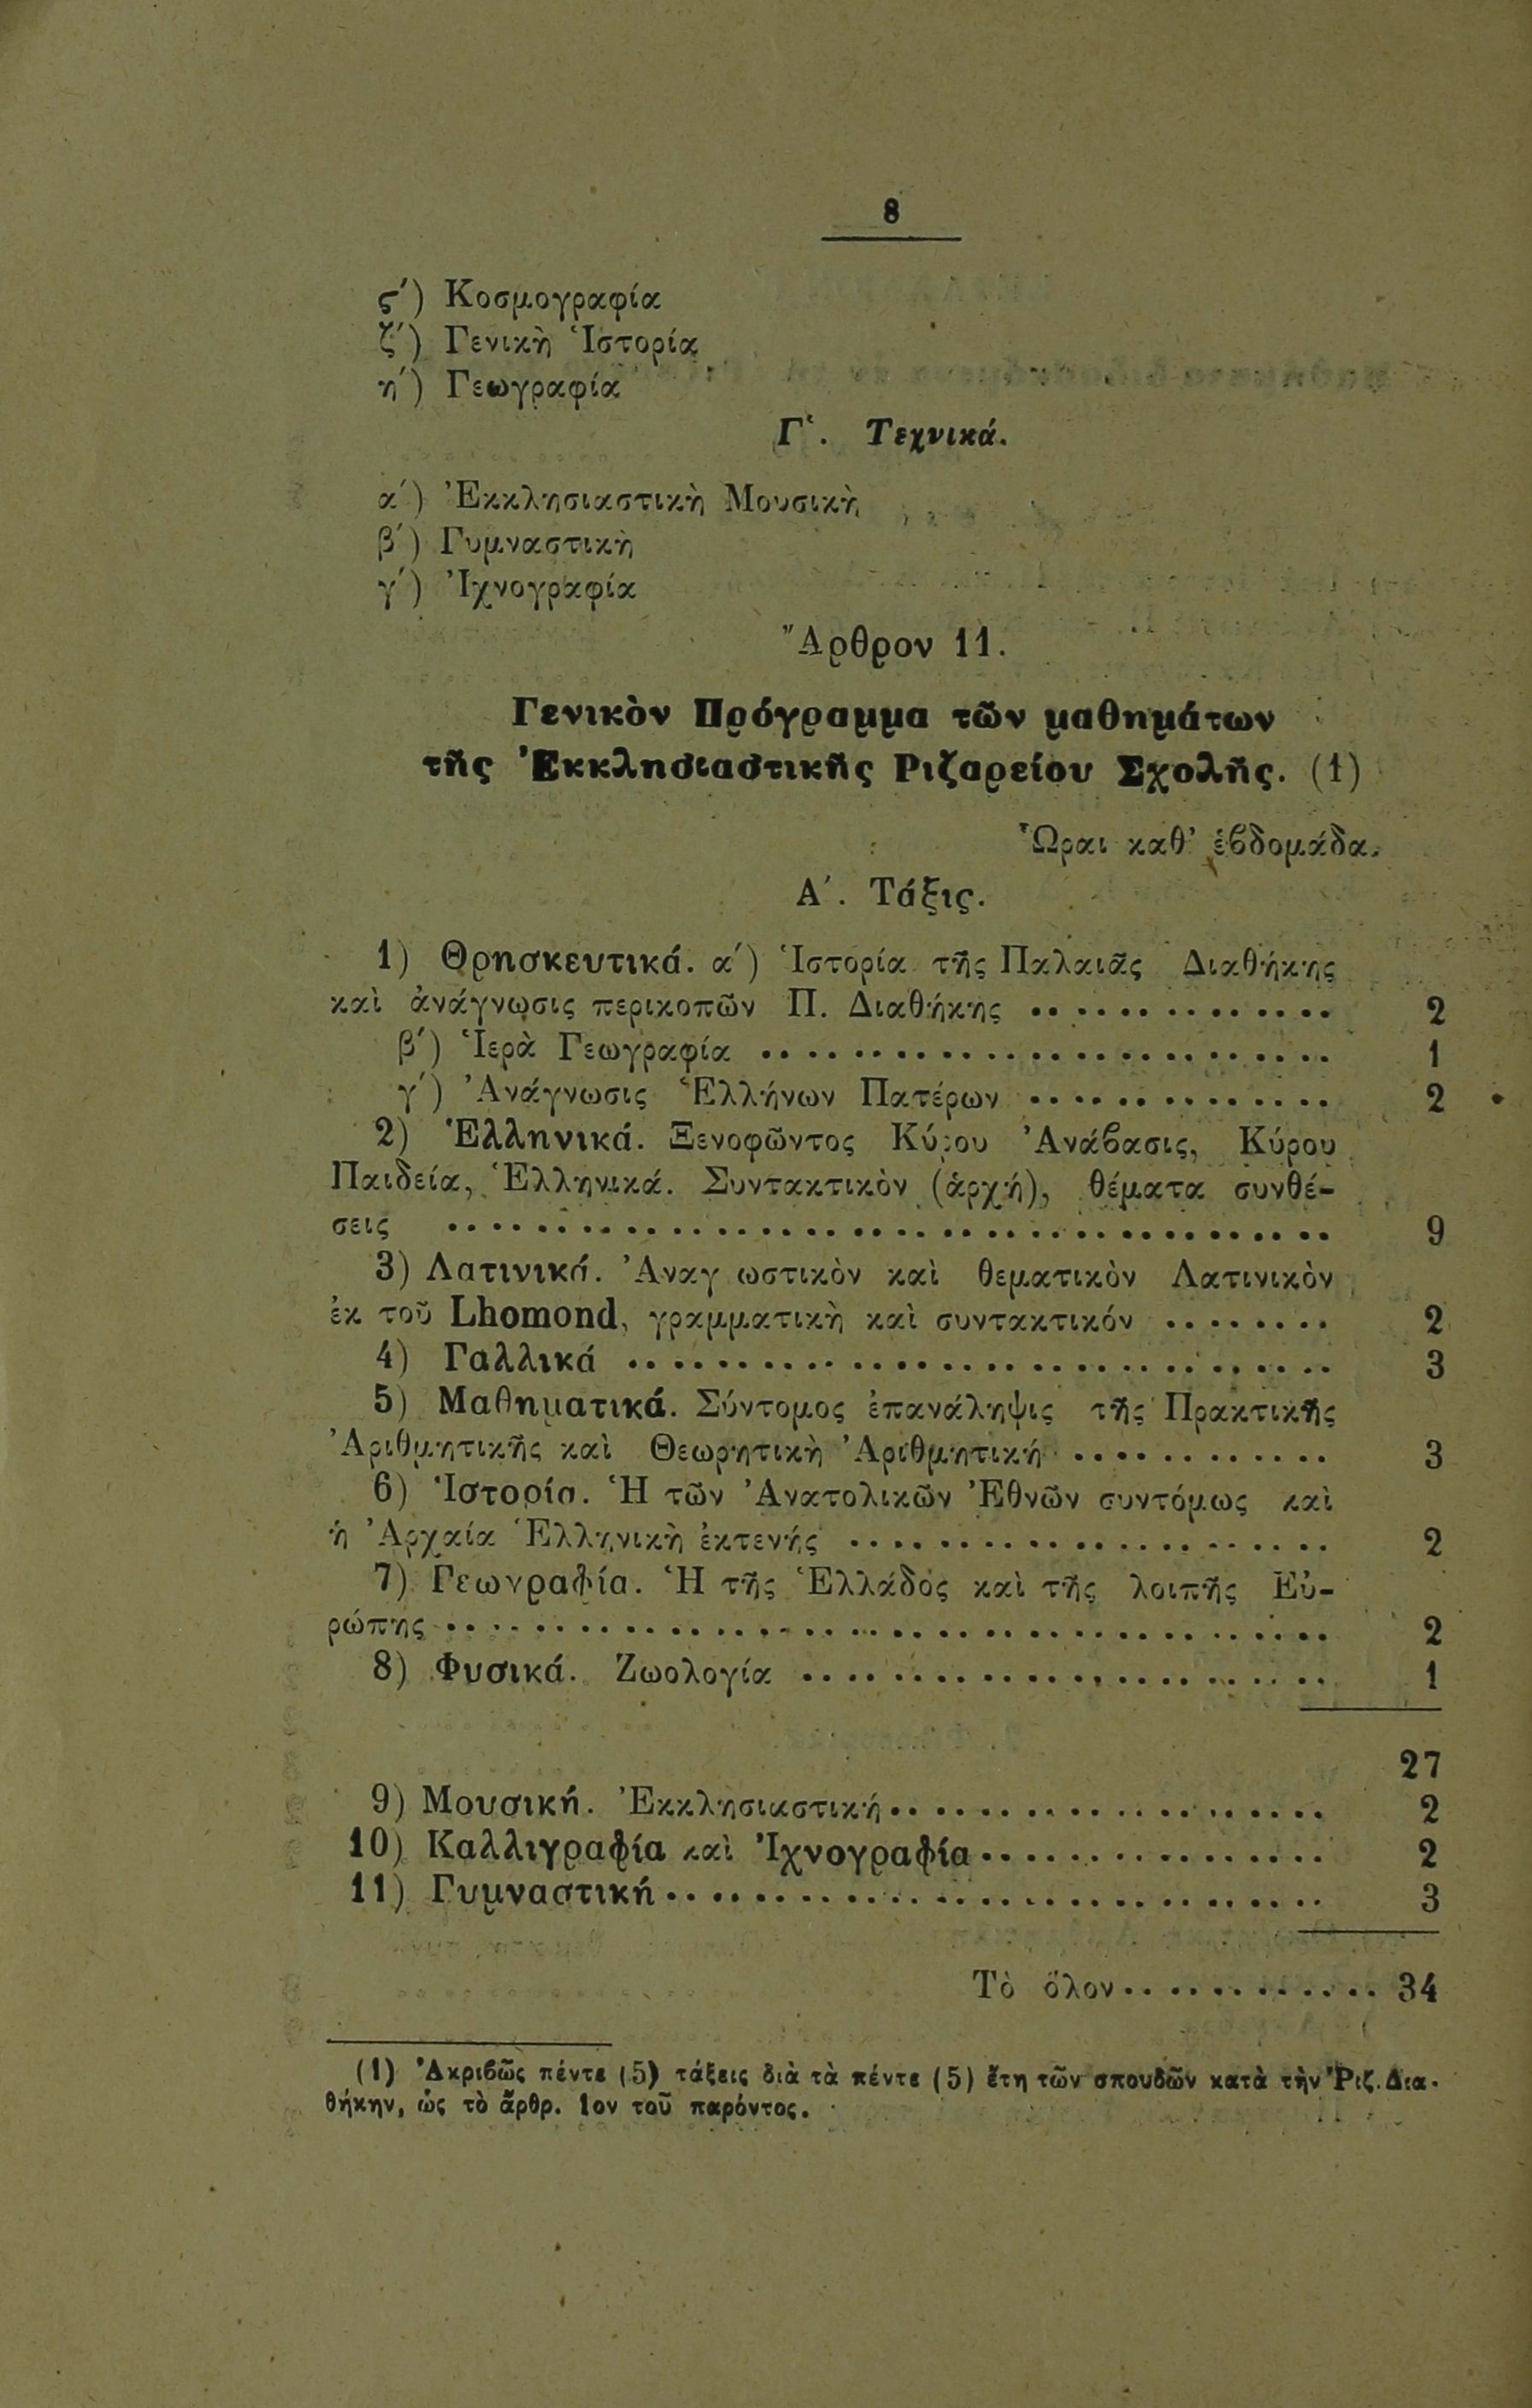 8
ϛ´) Κοσμογραφία
ζ´) Γενικὴ Ἱστορία
η´) Γεωγραφία
Γ‛. Τεχνικά.
α´) Ἐκκλησιαστικὴ Μουσικὴ
β´) Γυμναστικὴ
γ´) Ἰχνογραφία
Ἄρθρον 11.
Γενικὸν Πρόγραμμα τῶν μαθημάτων
τῆς Ἐκκλησιαστικῆς Ριζαρείου Σχολῆς. (1)
Ὧραι καθ’ ἑβδομάδα.
Α´. Τάξις.
1) Θρησκευτικά. α´) Ἱστορία τῆς Παλαιᾶς Διαθήκης
καὶ ἀνάγνωσις περικοπῶν Π. Διαθήκης .............. 2
β´) Ἱερὰ Γεωγραφία .......................... 1
γ´) Ἀνάγνωσις Ἑλλήνων Πατέρων .............. 2
2) Ἑλληνικά. Ξενοφῶντος Κύρου Ἀνάβασις, Κύρου
Παιδεία, Ἑλληνικά. Συντακτικὸν (ἀρχή), θέματα συνθέ-
σεις ........................................ 9
3) Λατινικά. Ἀναγ ωστικὸν καὶ θεματικὸν Λατινικὸν
ἐκ τοῦ Lhomond, γραμματικὴ καὶ συντακτικόν ........ 2
4) Γαλλικά ................................ 3
5) Μαθηματικά. Σύντομος ἐπανάληψις τῆς Πρακτικῆς
Ἀριθμητικῆς καὶ Θεωρητικὴ Ἀριθμητική ............ 3
6) Ἱστορία. Ἡ τῶν Ἀνατολικῶν Ἐθνῶν συντόμως καὶ
ἡ Ἀρχαία Ἑλληνικὴ ἐκτενής ...................... 2
7) Γεωγραφία. Ἡ τῆς Ἑλλάδος καὶ τῆς λοιπῆς Εὐ-
ρώπης ........................................ 2
8) Φυσικά. Ζωολογία ........................ 1
27
9) Μουσική. Ἐκκλησιαστική.................... 2
10) Καλλιγραφία καὶ Ἰχνογραφία................ 2
11) Γυμναστική.............................. 3
Τὸ ὅλον............ 34
(1) Ἀκριβῶς πέντε (5) τάξεις διὰ τὰ πέντε (5) ἔτη τῶν σπουδῶν κατὰ τὴν Ῥιζ. Δια-
θήκην, ὡς τὸ ἄρθρ. 1ον τοῦ παρόντος.